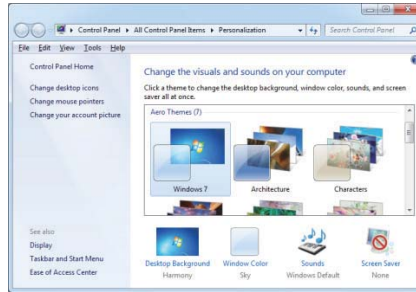 Control Panel ▸ All Control Panel Items ▸ Personalization
Search Control Panel
File Edit View Tools Help
Control Panel Home
Change desktop icons
Change mouse pointers
Change your account picture
Change the visuals and sounds on your computer
Click a theme to change the desktop background, window color, sounds, and screen
saver all at once.
Aero Themes (7)
Windows 7
Architecture
Characters
See also
Display
Taskbar and Start Menu
Ease of Access Center
Desktop Background
Harmony
Window Color
Sky
Sounds
Windows Default
Screen Saver
None